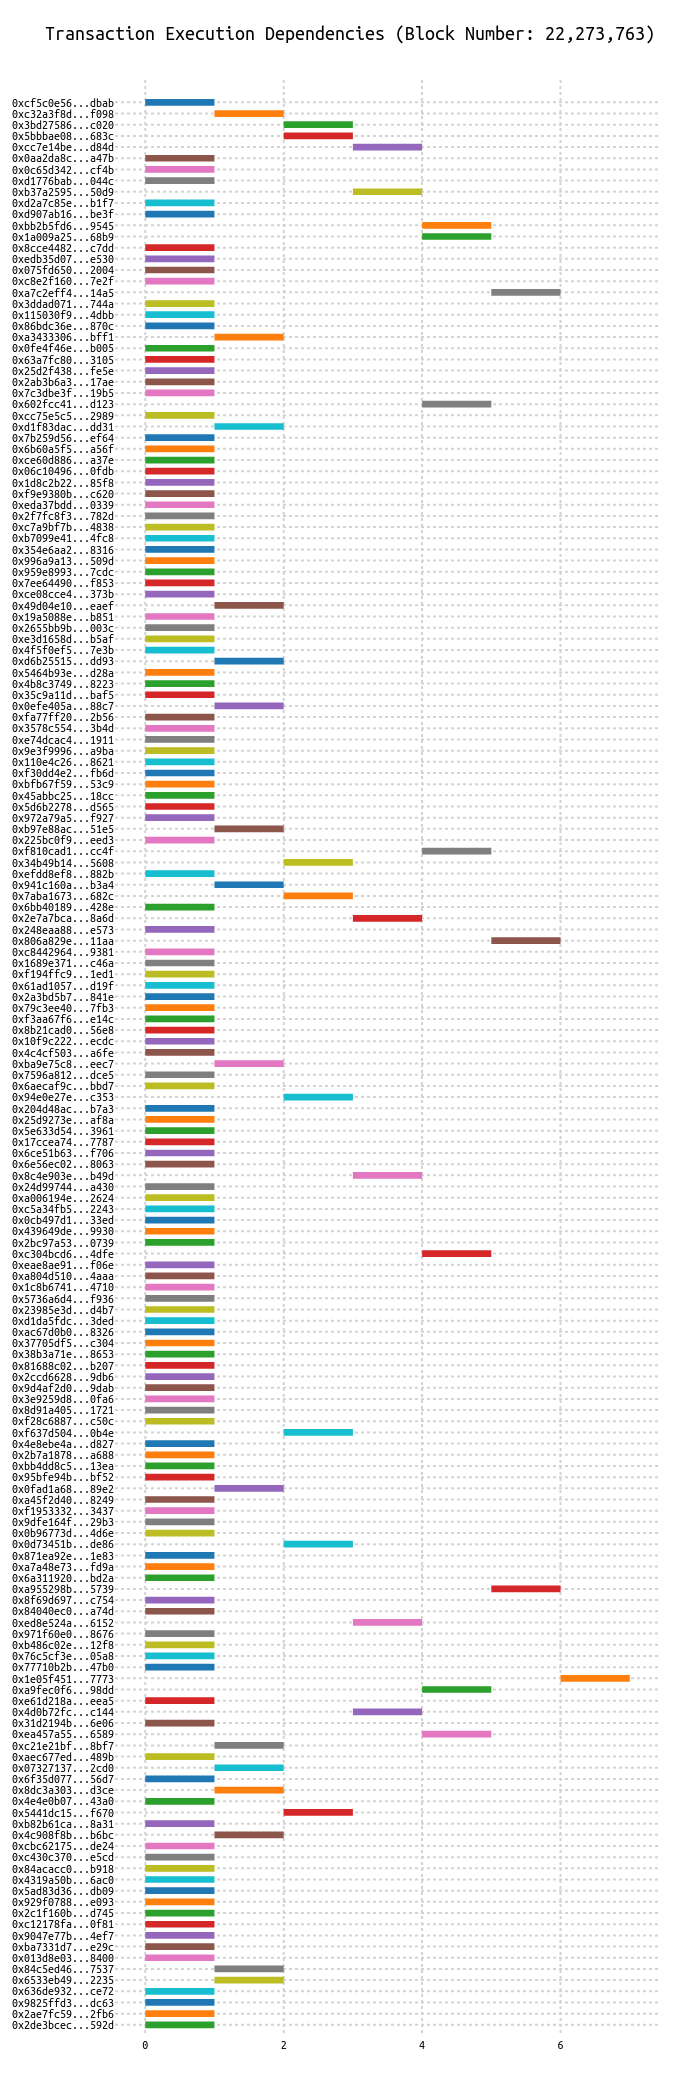 Transaction Execution Dependencies (Block Number: 22,273,763)
0xcf5c0e56...dbab
0xc32a3f8d...f098
0x3bd27586...c020
0x5bbbae08...683c
0xcc7e14be...d84d
0x0aa2da8c...a47b
0x0c65d342...cf4b
0xd1776bab...044c
0xb37a2595...50d9
0xd2a7c85e...b1f7
0xd907ab16...be3f
0xbb2b5fd6...9545
0x1a009a25...68b9
0x8cce4482...c7dd
0xedb35d07...e530
0x075fd650...2004
0xc8e2f160...7e2f
0xa7c2eff4...14a5
0x3ddad071...744a
0x115030f9...4dbb
0x86bdc36e...870c
0xa3433306...bff1
0x0fe4f46e...b005
0x63a7fc80...3105
0x25d2f438...fe5e
0x2ab3b6a3...17ae
0x7c3dbe3f...19b5
0x602fcc41...d123
0xcc75e5c5...2989
0xd1f83dac...dd31
0x7b259d56...ef64
0x6b60a5f5...a56f
0xce60d886...a37e
0x06c10496...0fdb
0x1d8c2b22...85f8
0xf9e9380b...c620
0xeda37bdd...0339
0x2f7fc8f3...782d
0xc7a9bf7b...4838
0xb7099e41...4fc8
0x354e6aa2...8316
0x996a9a13...509d
0x959e8993...7cdc
0x7ee64490...f853
0xce08cce4...373b
0x49d04e10...eaef
0x19a5088e...b851
0x2655bb9b...003c
0xe3d1658d...b5af
0x4f5f0ef5...7e3b
0xd6b25515...dd93
0x5464b93e...d28a
0x4b8c3749...8223
0x35c9a11d...baf5
0x0efe405a...88c7
0xfa77ff20...2b56
0x3578c554...3b4d
0xe74dcac4...1911
0x9e3f9996...a9ba
0x110e4c26...8621
0xf30dd4e2...fb6d
0xbfb67f59...53c9
0x45abbc25...18cc
0x5d6b2278...d565
0x972a79a5...f927
0xb97e88ac...51e5
0x225bc0f9...eed3
0xf810cad1...cc4f
0x34b49b14...5608
0xefdd8ef8...882b
0x941c160a...b3a4
0x7aba1673...682c
0x6bb40189...428e
0x2e7a7bca...8a6d
0x248eaa88...e573
0x806a829e...11aa
0xc8442964...9381
0x1689e371...c46a
0xf194ffc9...1ed1
0x61ad1057...d19f
0x2a3bd5b7...841e
0x79c3ee40...7fb3
0xf3aa67f6...e14c
0x8b21cad0...56e8
0x10f9c222...ecdc
0x4c4cf503...a6fe
0xba9e75c8...eec7
0x7596a812...dce5
0x6aecaf9c...bbd7
0x94e0e27e...c353
0x204d48ac...b7a3
0x25d9273e...af8a
0x5e633d54...3961
0x17ccea74...7787
0x6ce51b63...f706
0x6e56ec02...8063
0x8c4e903e...b49d
0x24d99744...a430
0xa006194e...2624
0xc5a34fb5...2243
0x0cb497d1...33ed
0x439649de...9930
0x2bc97a53...0739
0xc304bcd6...4dfe
0xeae8ae91...f06e
0xa804d510...4aaa
0x1c8b6741...4710
0x5736a6d4...f936
0x23985e3d...d4b7
0xd1da5fdc...3ded
0xac67d0b0...8326
0x37705df5...c304
0x38b3a71e...8653
0x81688c02...b207
0x2ccd6628...9db6
0x9d4af2d0...9dab
0x3e9259d8...0fa6
0x8d91a405...1721
0xf28c6887...c50c
0xf637d504...0b4e
0x4e8ebe4a...d827
0x2b7a1878...a688
0xbb4dd8c5...13ea
0x95bfe94b...bf52
0x0fad1a68...89e2
0xa45f2d40...8249
0xf1953332...3437
0x9dfe164f...29b3
0x0b96773d...4d6e
0x0d73451b...de86
0x871ea92e...1e83
0xa7a48e73...fd9a
0x6a311920...bd2a
0xa955298b...5739
0x8f69d697...c754
0x84040ec0...a74d
0xed8e524a...6152
0x971f60e0...8676
0xb486c02e...12f8
0x76c5cf3e...05a8
0x77710b2b...47b0
0x1e05f451...7773
0xa9fec0f6...98dd
0xe61d218a...eea5
0x4d0b72fc...c144
0x31d2194b...6e06
0xea457a55...6589
0xc21e21bf...8bf7
0xaec677ed...489b
0x07327137...2cd0
0x6f35d077...56d7
0x8dc3a303...d3ce
0x4e4e0b07...43a0
0x5441dc15...f670
0xb82b61ca...8a31
0x4c908f8b...b6bc
0xcbc62175...de24
0xc430c370...e5cd
0x84acacc0...b918
0x4319a50b...6ac0
0x5ad83d36...db09
0x929f0788...e093
0x2c1f160b...d745
0xc12178fa...0f81
0x9047e77b...4ef7
0xba7331d7...e29c
0x013d8e03...8400
0x84c5ed46...7537
0x6533eb49...2235
0x636de932...ce72
0x9825ffd3...dc63
0x2ae7fc59...2fb6
0x2de3bcec...592d
0 2 4 6